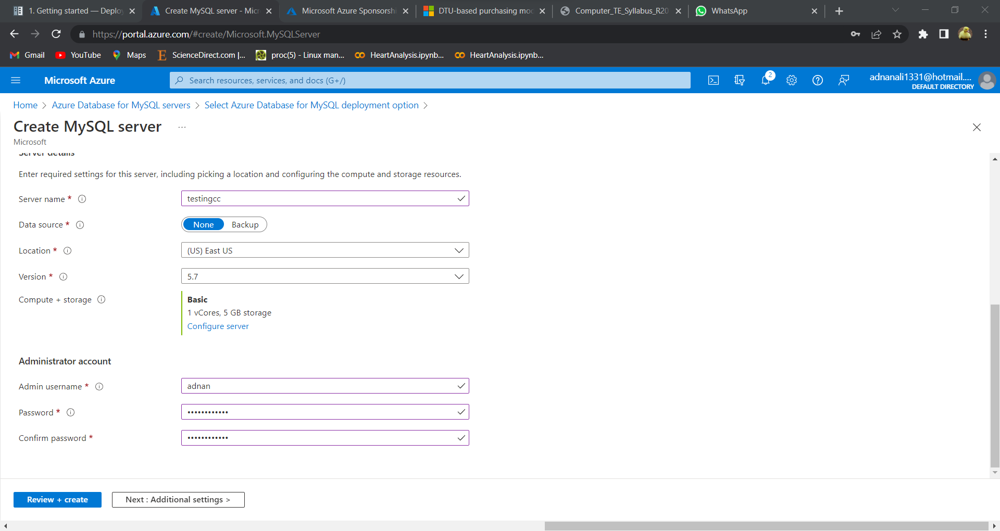 1. Getting started — Deploy
Create MySQL server - Micr
Microsoft Azure Sponsorshi
DTU-based purchasing mod
Computer_TE_Syllabus_R20
WhatsApp
https://portal.azure.com/#create/Microsoft.MySQLServer
Gmail
YouTube
Maps
ScienceDirect.com |...
proc(5) - Linux man...
HeartAnalysis.ipynb...
HeartAnalysis.ipynb...
Microsoft Azure
Search resources, services, and docs (G+/)
2
adnanali1331@hotmail....
DEFAULT DIRECTORY
Home > Azure Database for MySQL servers > Select Azure Database for MySQL deployment option >
Create MySQL server ...
Microsoft
Server details
Enter required settings for this server, including picking a location and configuring the compute and storage resources.
Server name *
testingcc
Data source *
None Backup
Location *
(US) East US
Version *
5.7
Compute + storage
Basic
1 vCores, 5 GB storage
Configure server
Administrator account
Admin username *
adnan
Password *
••••••••••••
Confirm password *
••••••••••••
Review + create
Next : Additional settings >